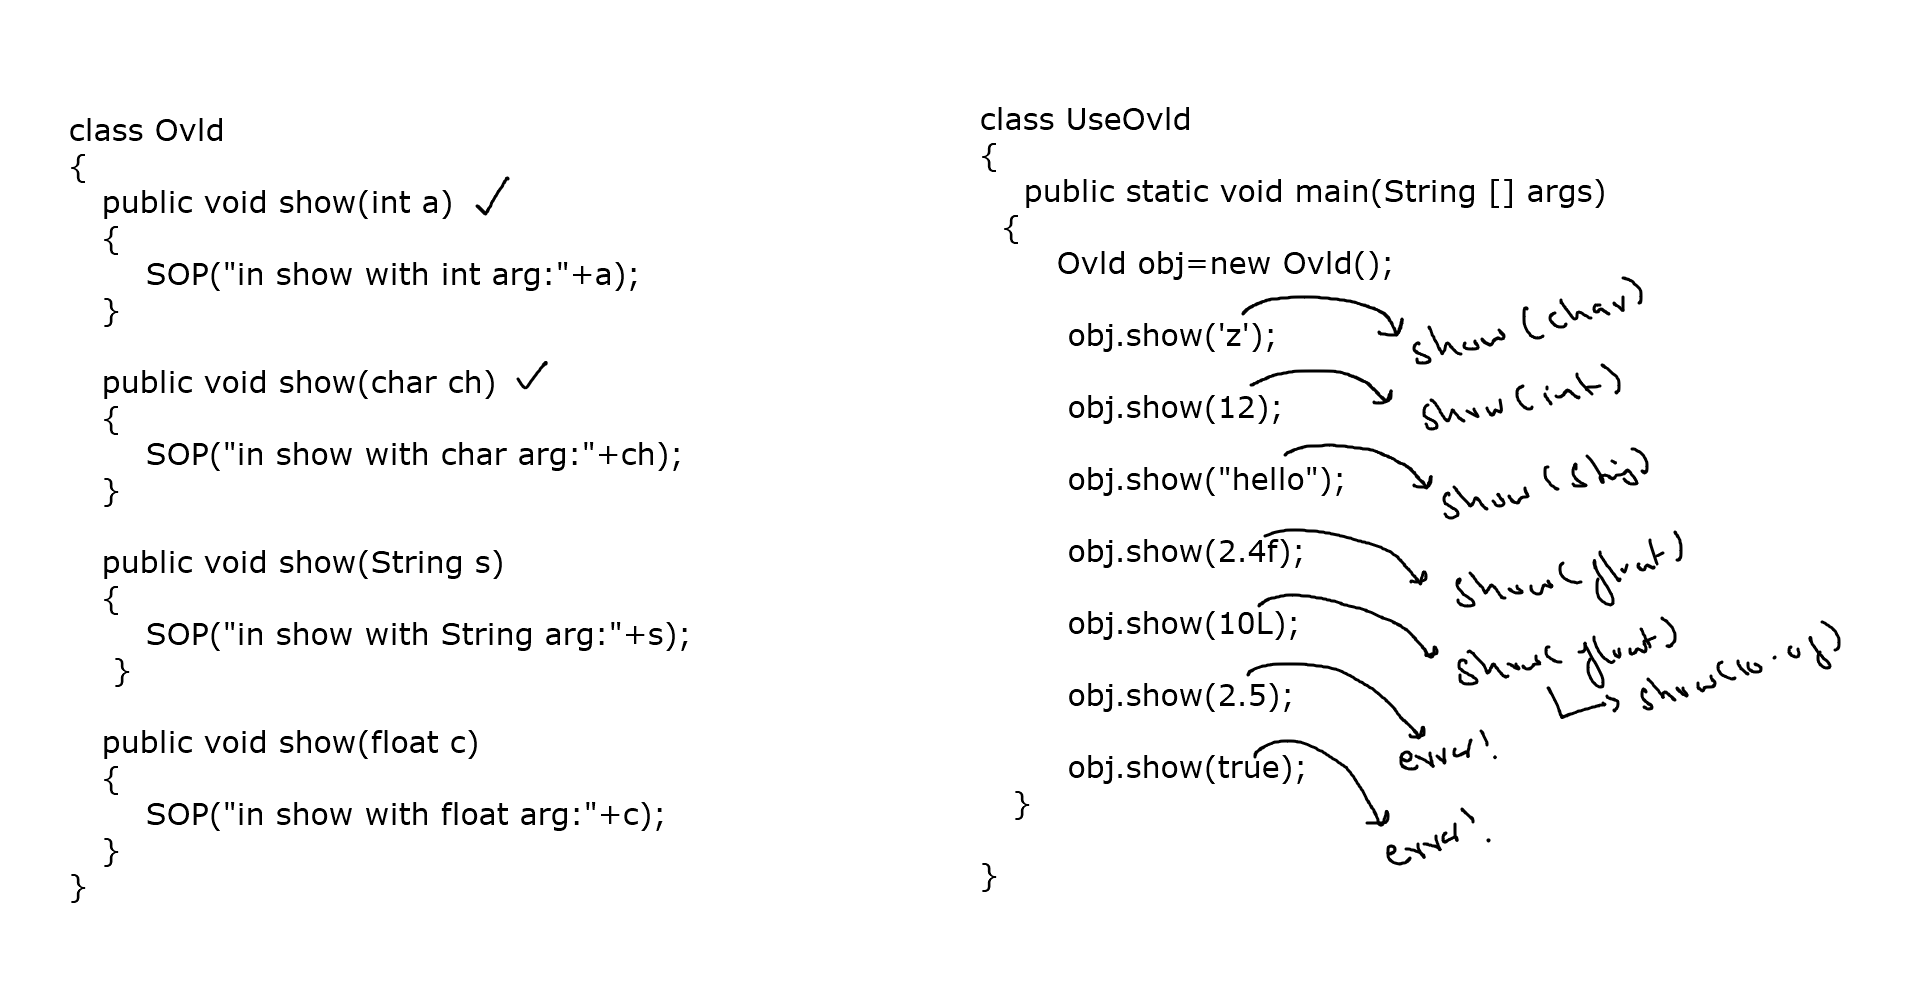 class Ovld
{
public void show(int a)
{
SOP("in show with int arg:"+a);
}
public void show(char ch)
{
SOP("in show with char arg:"+ch);
}
public void show(String s)
{
SOP("in show with String arg:"+s);
}
public void show(float c)
{
SOP("in show with float arg:"+c);
}
}
class UseOvld
{
public static void main(String [] args)
{
Ovld obj=new Ovld();
obj.show('z');
show(char)
obj.show(12);
show(int)
obj.show("hello");
show(String)
obj.show(2.4f);
show(float)
obj.show(10L);
show(float)
show(10.0f)
obj.show(2.5);
error!
obj.show(true);
error!
}
}